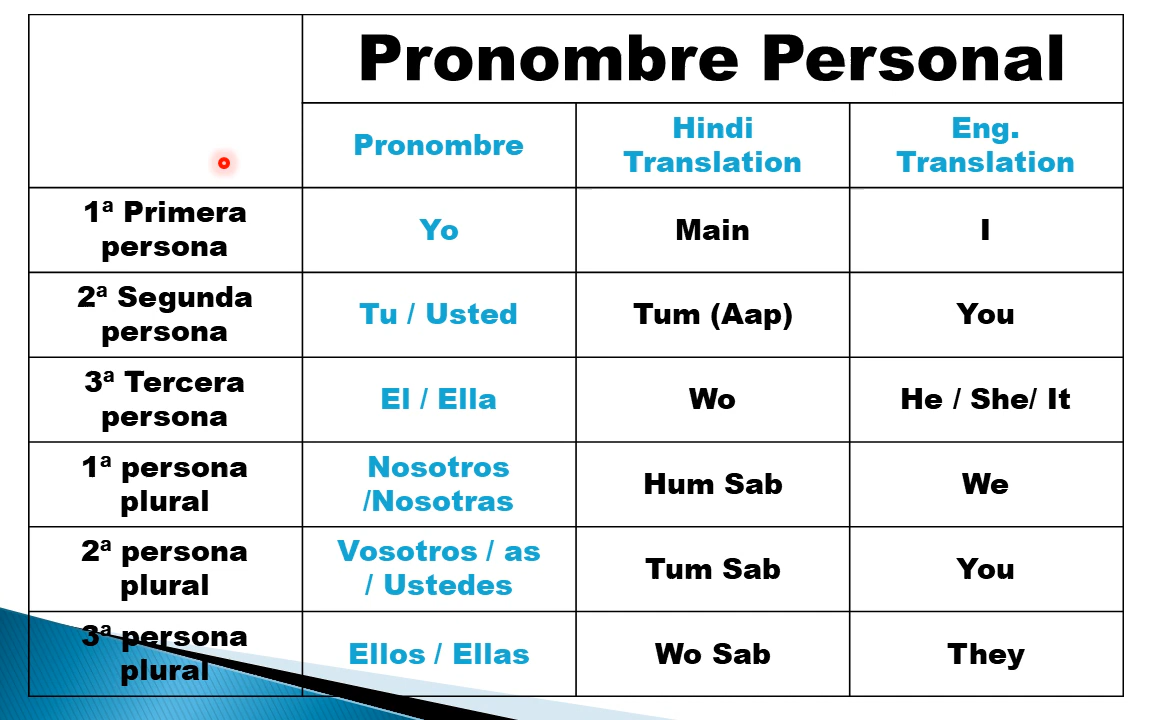 Pronombre Personal
Pronombre
Hindi
Translation
Eng.
Translation
1ª Primera
persona
Yo
Main
I
2ª Segunda
persona
Tu / Usted
Tum (Aap)
You
3ª Tercera
persona
El / Ella
Wo
He / She/ It
1ª persona
plural
Nosotros
/Nosotras
Hum Sab
We
2ª persona
plural
Vosotros / as
/ Ustedes
Tum Sab
You
3ª persona
plural
Ellos / Ellas
Wo Sab
They